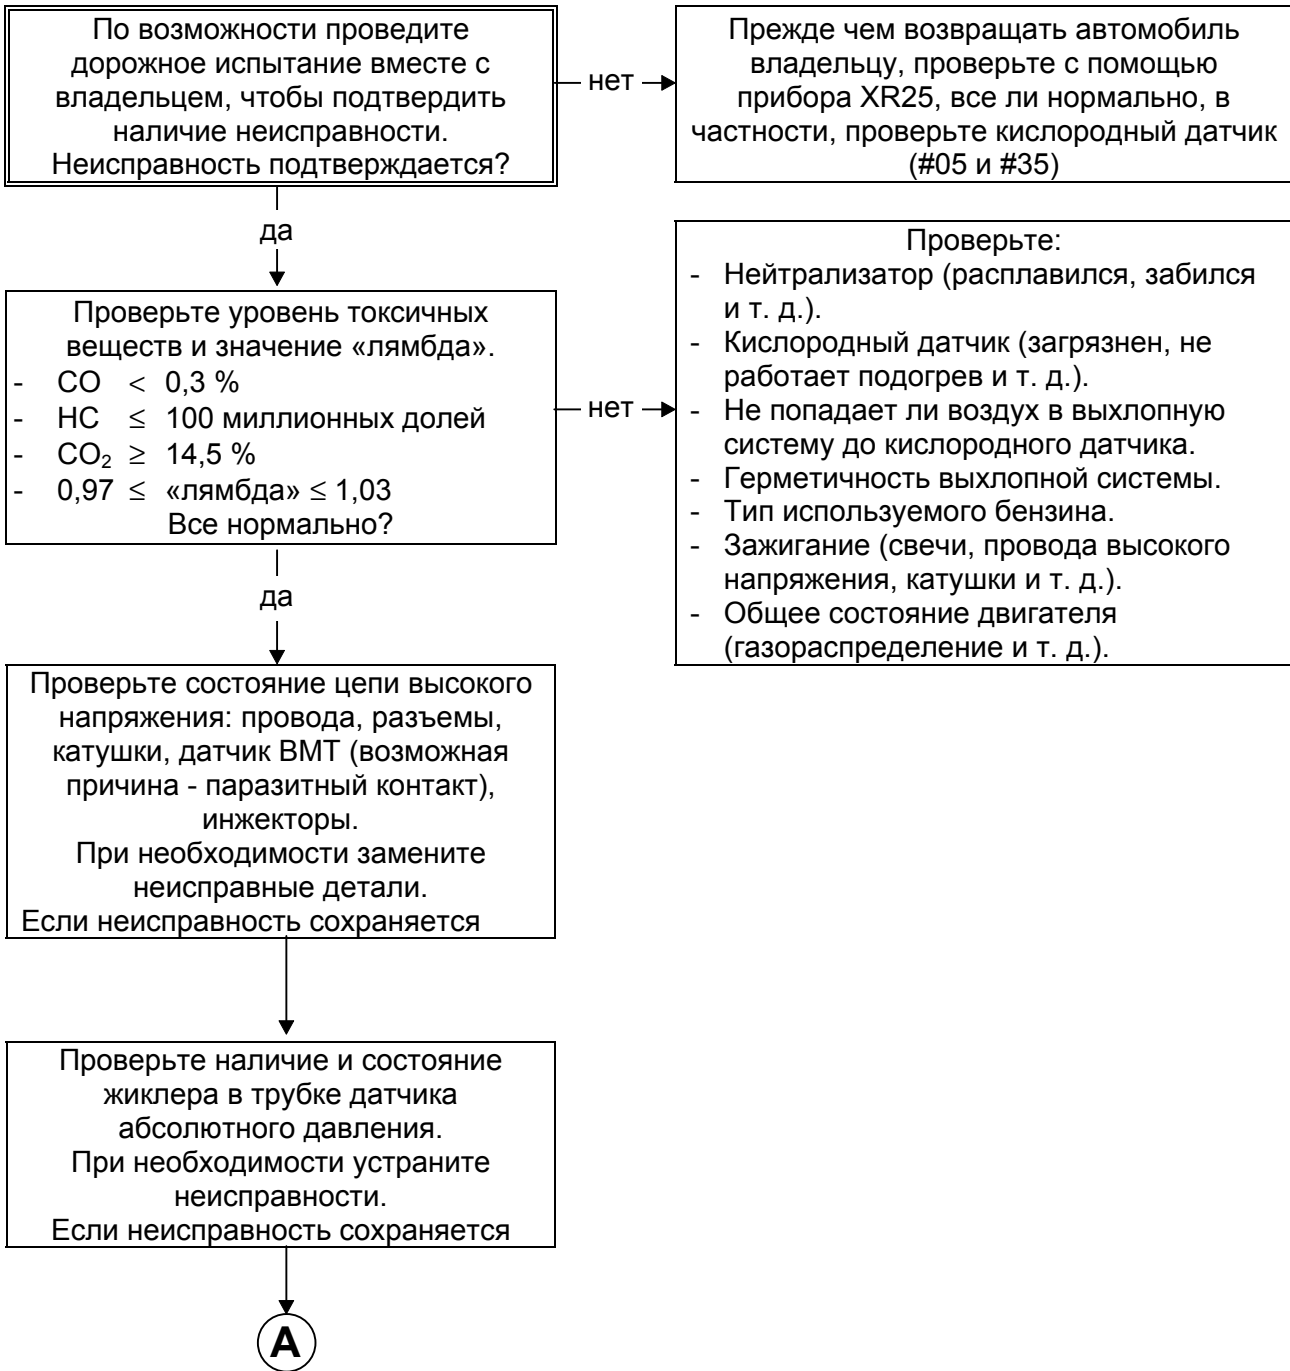 По возможности проведите
дорожное испытание вместе с
владельцем, чтобы подтвердить
наличие неисправности.
Неисправность подтверждается?
нет
Прежде чем возвращать автомобиль
владельцу, проверьте с помощью
прибора XR25, все ли нормально, в
частности, проверьте кислородный датчик
(#05 и #35)
да
Проверьте уровень токсичных
веществ и значение «лямбда».
- CO < 0,3 %
- HC ≤ 100 миллионных долей
- CO₂ ≥ 14,5 %
- 0,97 ≤ «лямбда» ≤ 1,03
Все нормально?
нет
Проверьте:
- Нейтрализатор (расплавился, забился
и т. д.).
- Кислородный датчик (загрязнен, не
работает подогрев и т. д.).
- Не попадает ли воздух в выхлопную
систему до кислородного датчика.
- Герметичность выхлопной системы.
- Тип используемого бензина.
- Зажигание (свечи, провода высокого
напряжения, катушки и т. д.).
- Общее состояние двигателя
(газораспределение и т. д.).
да
Проверьте состояние цепи высокого
напряжения: провода, разъемы,
катушки, датчик ВМТ (возможная
причина - паразитный контакт),
инжекторы.
При необходимости замените
неисправные детали.
Если неисправность сохраняется
Проверьте наличие и состояние
жиклера в трубке датчика
абсолютного давления.
При необходимости устраните
неисправности.
Если неисправность сохраняется
А